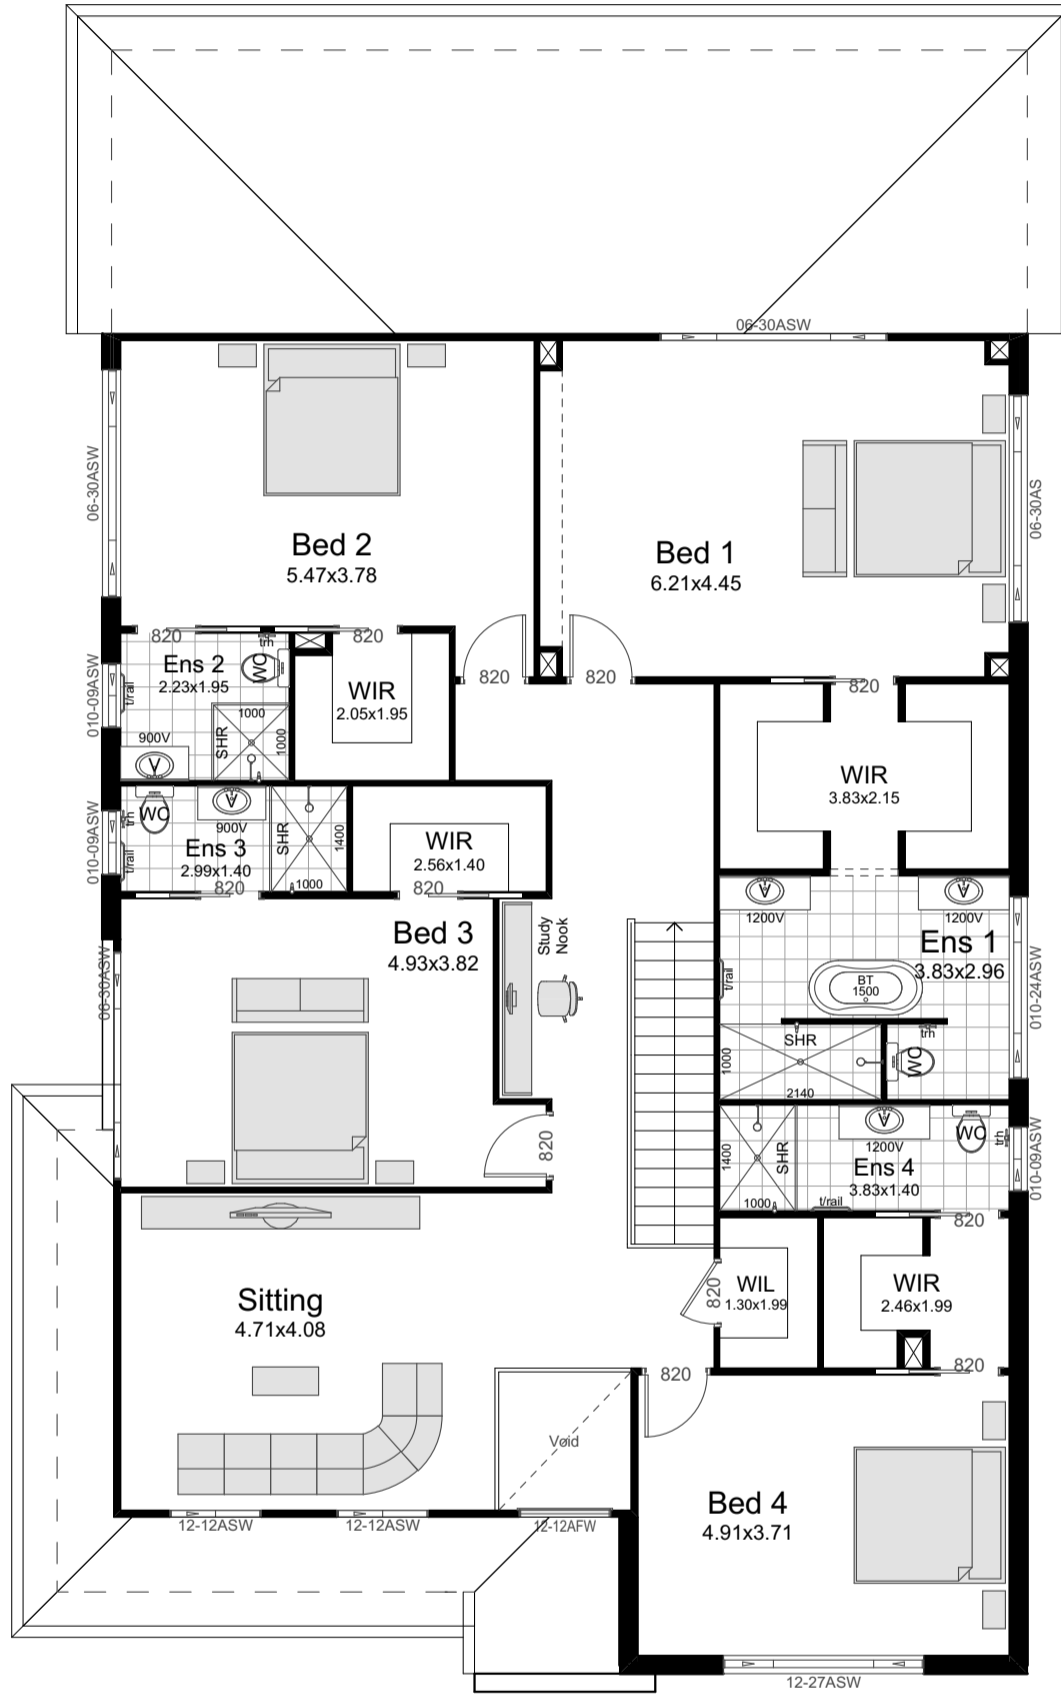 06-30ASW
Bed 2
5.47x3.78
Bed 1
6.21x4.45
06-30ASW
06-30AS
820
820
trh
Ens 2
2.23x1.95
WC
t/rail
010-09ASW
1000
1000
SHR
900V
V
WIR
2.05x1.95
820
820
820
WIR
3.83x2.15
010-09ASW
WC
trh
t/rail
V
900V
Ens 3
2.99x1.40
820
SHR
1400
1000
WIR
2.56x1.40
820
V
1200V
V
1200V
Ens 1
3.83x2.96
t/rail
BT
1500
010-24ASW
Bed 3
4.93x3.82
06-30ASW
Study
Nook
SHR
1000
2140
WC
trh
820
1400
SHR
1000
V
1200V
WC
trh
Ens 4
3.83x1.40
t/rail
010-09ASW
820
Sitting
4.71x4.08
820
WIL
1.30x1.99
WIR
2.46x1.99
820
820
Void
Bed 4
4.91x3.71
12-12ASW
12-12ASW
12-12AFW
12-27ASW